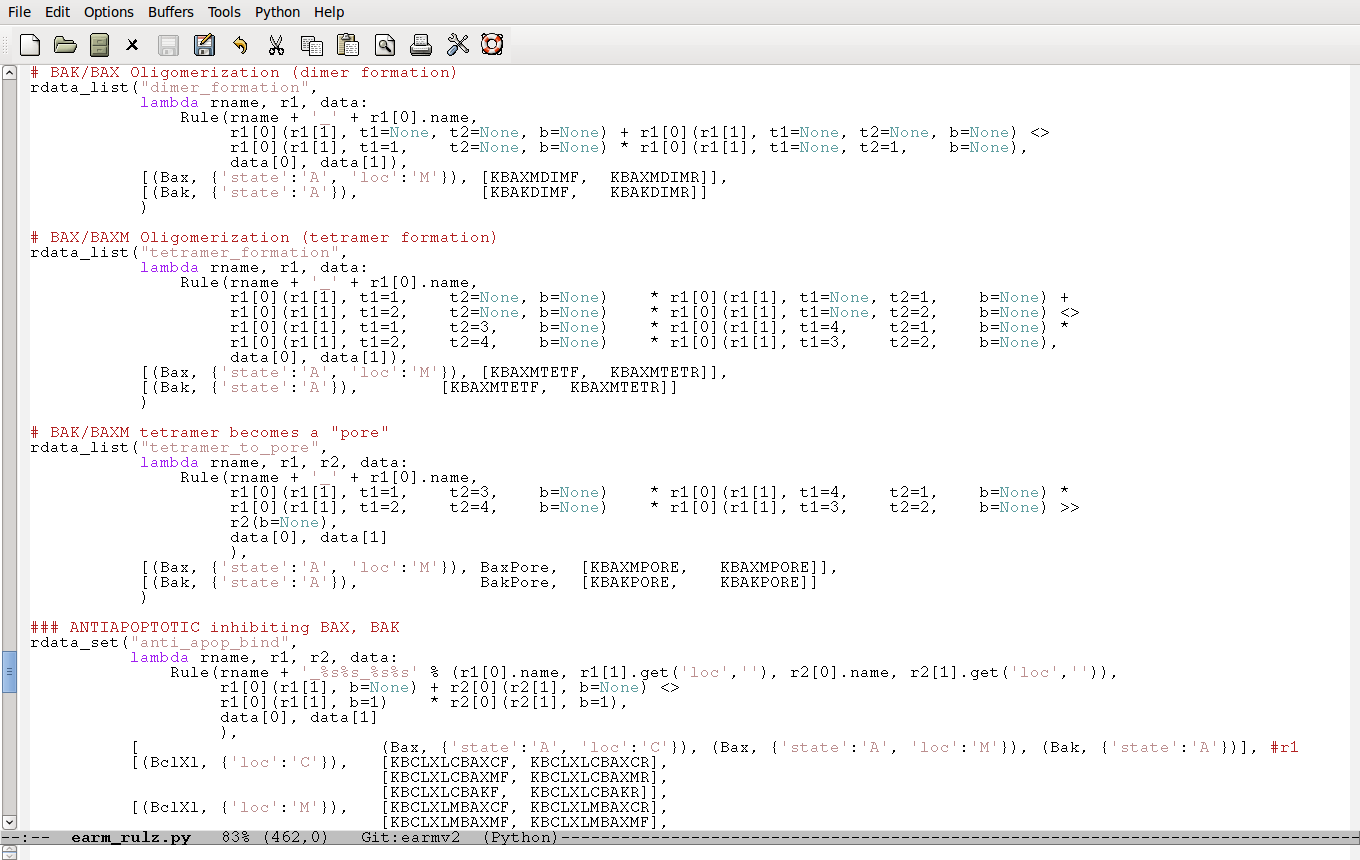 File Edit Options Buffers Tools Python Help
# BAK/BAX Oligomerization (dimer formation)
rdata_list("dimer_formation",
           lambda rname, r1, data:
               Rule(rname + '_' + r1[0].name,
                    r1[0](r1[1], t1=None, t2=None, b=None) + r1[0](r1[1], t1=None, t2=None, b=None) <>
                    r1[0](r1[1], t1=1,    t2=None, b=None) * r1[0](r1[1], t1=None, t2=1,    b=None),
                    data[0], data[1]),
           [(Bax, {'state':'A', 'loc':'M'}), [KBAXMDIMF,  KBAXMDIMR]],
           [(Bak, {'state':'A'}),            [KBAKDIMF,   KBAKDIMR]]
           )
# BAX/BAXM Oligomerization (tetramer formation)
rdata_list("tetramer_formation",
           lambda rname, r1, data:
               Rule(rname + '_' + r1[0].name,
                    r1[0](r1[1], t1=1,    t2=None, b=None)    * r1[0](r1[1], t1=None, t2=1,    b=None) +
                    r1[0](r1[1], t1=2,    t2=None, b=None)    * r1[0](r1[1], t1=None, t2=2,    b=None) <>
                    r1[0](r1[1], t1=1,    t2=3,    b=None)    * r1[0](r1[1], t1=4,    t2=1,    b=None) *
                    r1[0](r1[1], t1=2,    t2=4,    b=None)    * r1[0](r1[1], t1=3,    t2=2,    b=None),
                    data[0], data[1]),
           [(Bax, {'state':'A', 'loc':'M'}), [KBAXMTETF,  KBAXMTETR]],
           [(Bak, {'state':'A'}),        [KBAXMTETF,  KBAXMTETR]]
           )
# BAK/BAXM tetramer becomes a "pore"
rdata_list("tetramer_to_pore",
           lambda rname, r1, r2, data:
               Rule(rname + '_' + r1[0].name,
                    r1[0](r1[1], t1=1,    t2=3,    b=None)    * r1[0](r1[1], t1=4,    t2=1,    b=None) *
                    r1[0](r1[1], t1=2,    t2=4,    b=None)    * r1[0](r1[1], t1=3,    t2=2,    b=None) >>
                    r2(b=None),
                    data[0], data[1]
                    ),
           [(Bax, {'state':'A', 'loc':'M'}), BaxPore,  [KBAXMPORE,   KBAXMPORE]],
           [(Bak, {'state':'A'}),            BakPore,  [KBAKPORE,    KBAKPORE]]
           )
### ANTIAPOPTOTIC inhibiting BAX, BAK
rdata_set("anti_apop_bind",
          lambda rname, r1, r2, data:
              Rule(rname + '_%s%s_%s%s' % (r1[0].name, r1[1].get('loc',''), r2[0].name, r2[1].get('loc','')),
                   r1[0](r1[1], b=None) + r2[0](r2[1], b=None) <>
                   r1[0](r1[1], b=1)    * r2[0](r2[1], b=1),
                   data[0], data[1]
                   ),
          [                        (Bax, {'state':'A', 'loc':'C'}), (Bax, {'state':'A', 'loc':'M'}), (Bak, {'state':'A'})], #r1
          [(BclXl, {'loc':'C'}),   [KBCLXLCBAXCF, KBCLXLCBAXCR],
                                   [KBCLXLCBAXMF, KBCLXLCBAXMR],
                                   [KBCLXLCBAKF,  KBCLXLCBAKR]],
          [(BclXl, {'loc':'M'}),   [KBCLXLMBAXCF, KBCLXLMBAXCR],
                                   [KBCLXLMBAXMF, KBCLXLMBAXMF],
--:--  earm_rulz.py   83% (462,0)   Git:earmv2  (Python)--------------------------------------------------------------------------------